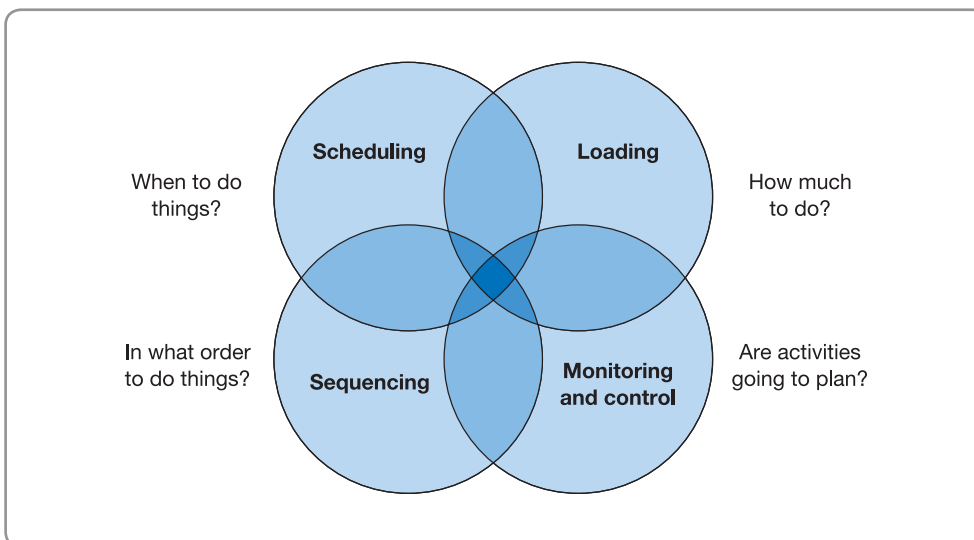 Scheduling
Loading
When to do
things?
How much
to do?
In what order
to do things?
Sequencing
Monitoring
and control
Are activities
going to plan?